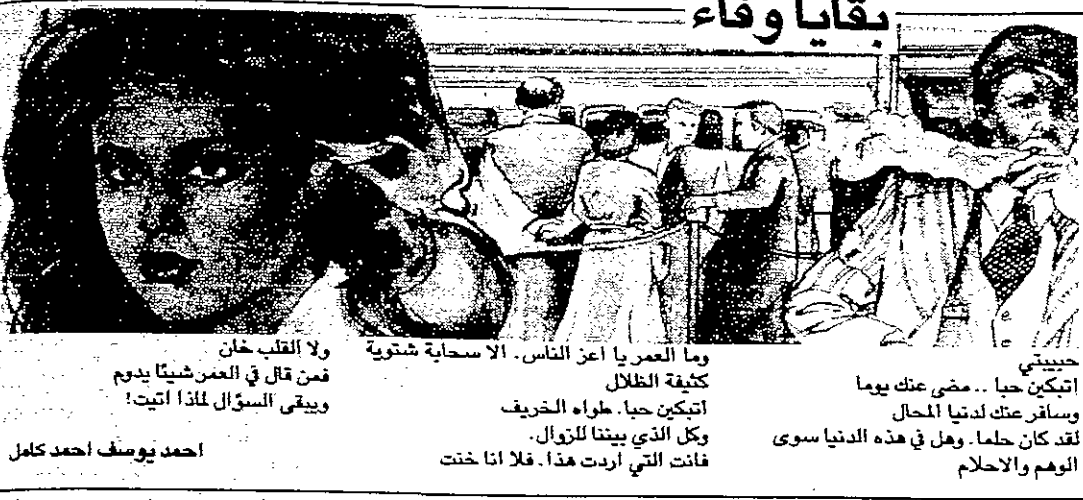 بقايا وفاء
حبيبتي
اتبكين حبا .. مضى عنك يوما
وسافر عنك لدنيا المحال
لقد كان حلما. وهل في هذه الدنيا سوى
الوهم والاحلام
وما العمر يا اعز الناس. الا سحابة شتوية
كثيفة الظلال
اتبكين حبا. طواه الخريف
وكل الذي بيننا للزوال.
فانت التي اردت هذا. فلا انا خنت
ولا القلب خان
فمن قال في العمر شيئا يدوم
ويبقى السؤال لماذا اتيت!
احمد يوسف احمد كامل